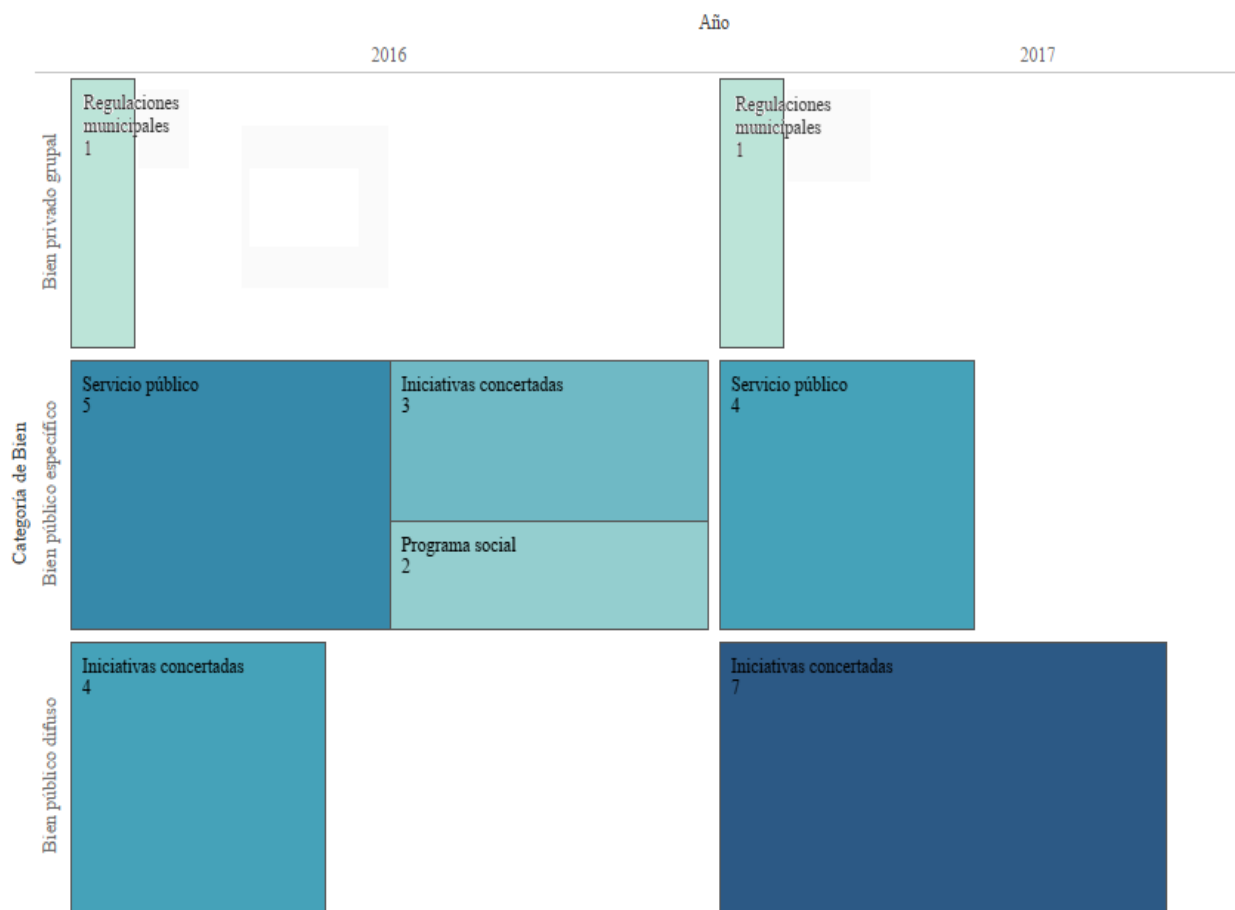 Año
2016
2017
Categoría de Bien
Bien privado grupal
Regulaciones
municipales
1
Regulaciones
municipales
1
Bien público específico
Servicio público
5
Iniciativas concertadas
3
Programa social
2
Servicio público
4
Bien público difuso
Iniciativas concertadas
4
Iniciativas concertadas
7